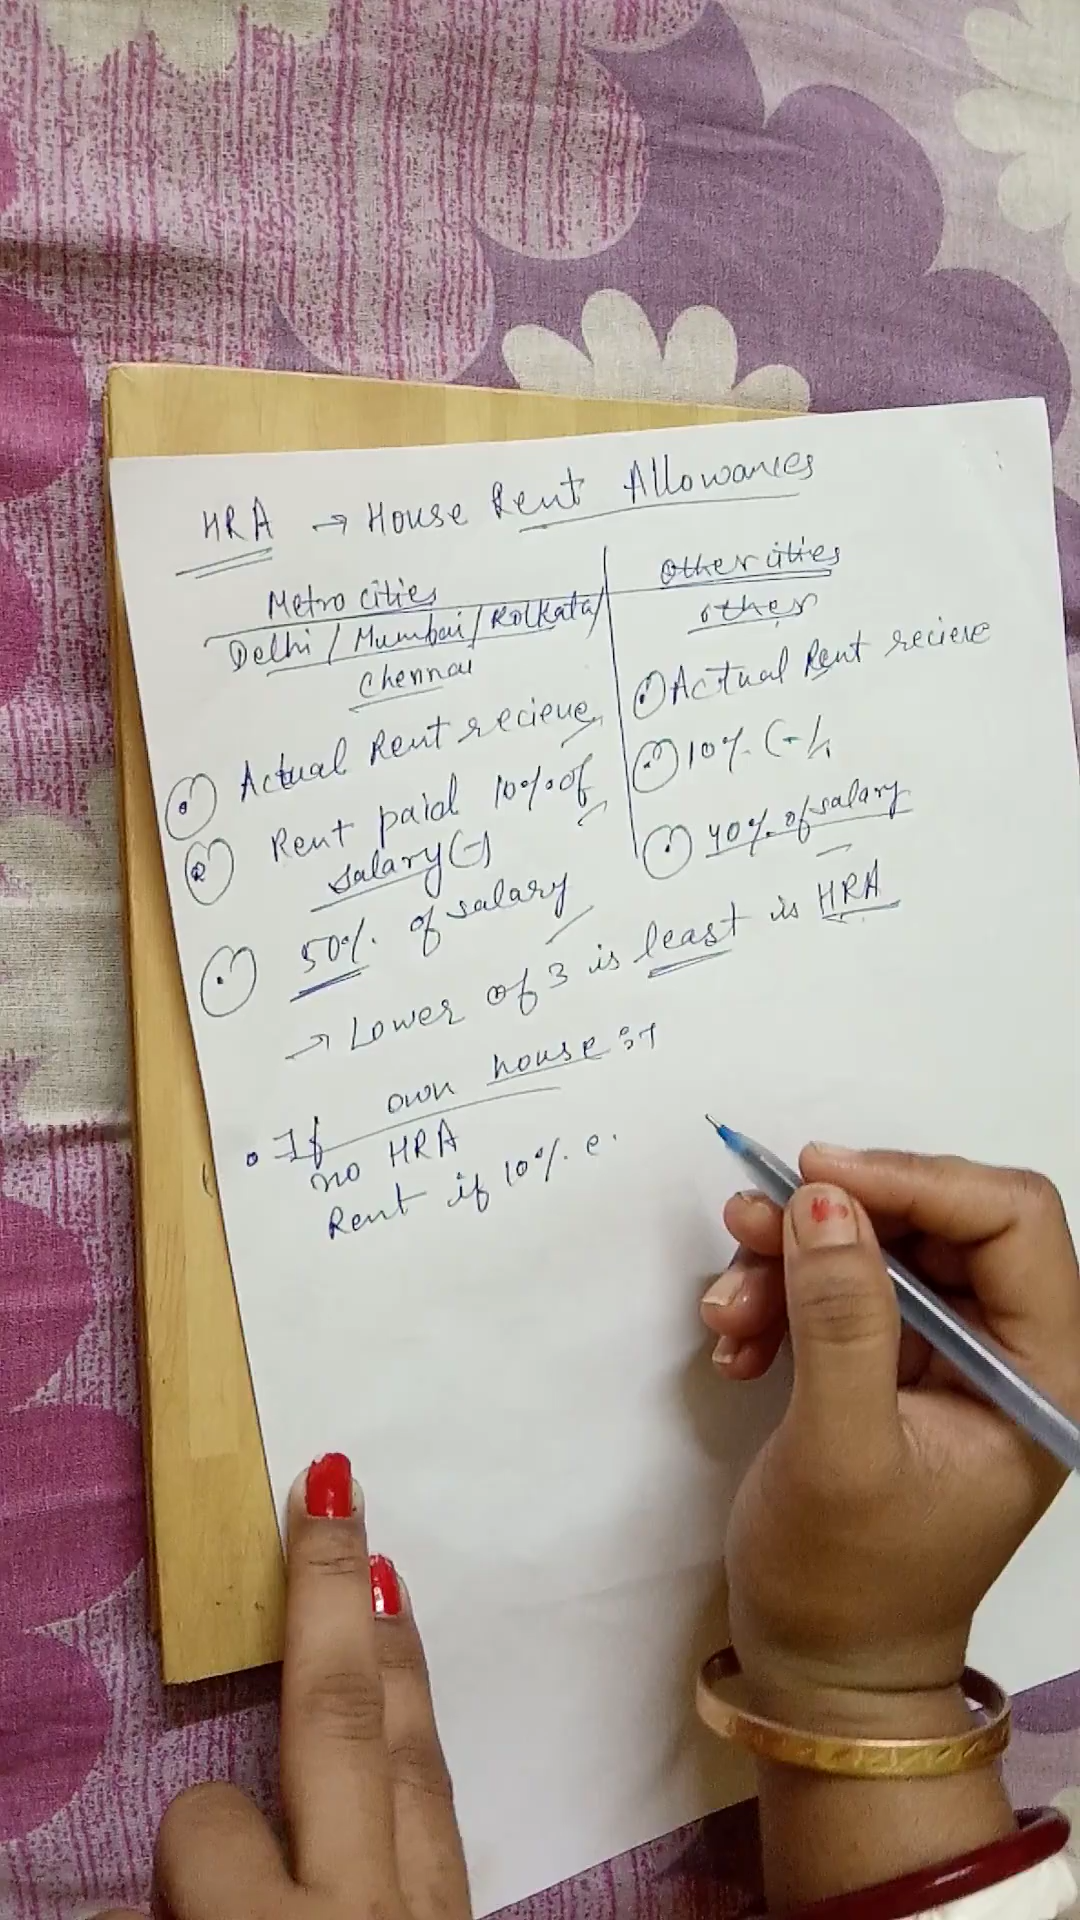 HRA → House Rent Allowances
Metro cities
Delhi / Mumbai / Kolkata /
Chennai
Actual Rent recieve
Rent paid 10% of
salary (-)
50% of salary
Other cities
other
Actual Rent recieve
10% (-)
40% of salary
→ Lower of 3 is least is HRA
If own house
no HRA
Rent if 10% e